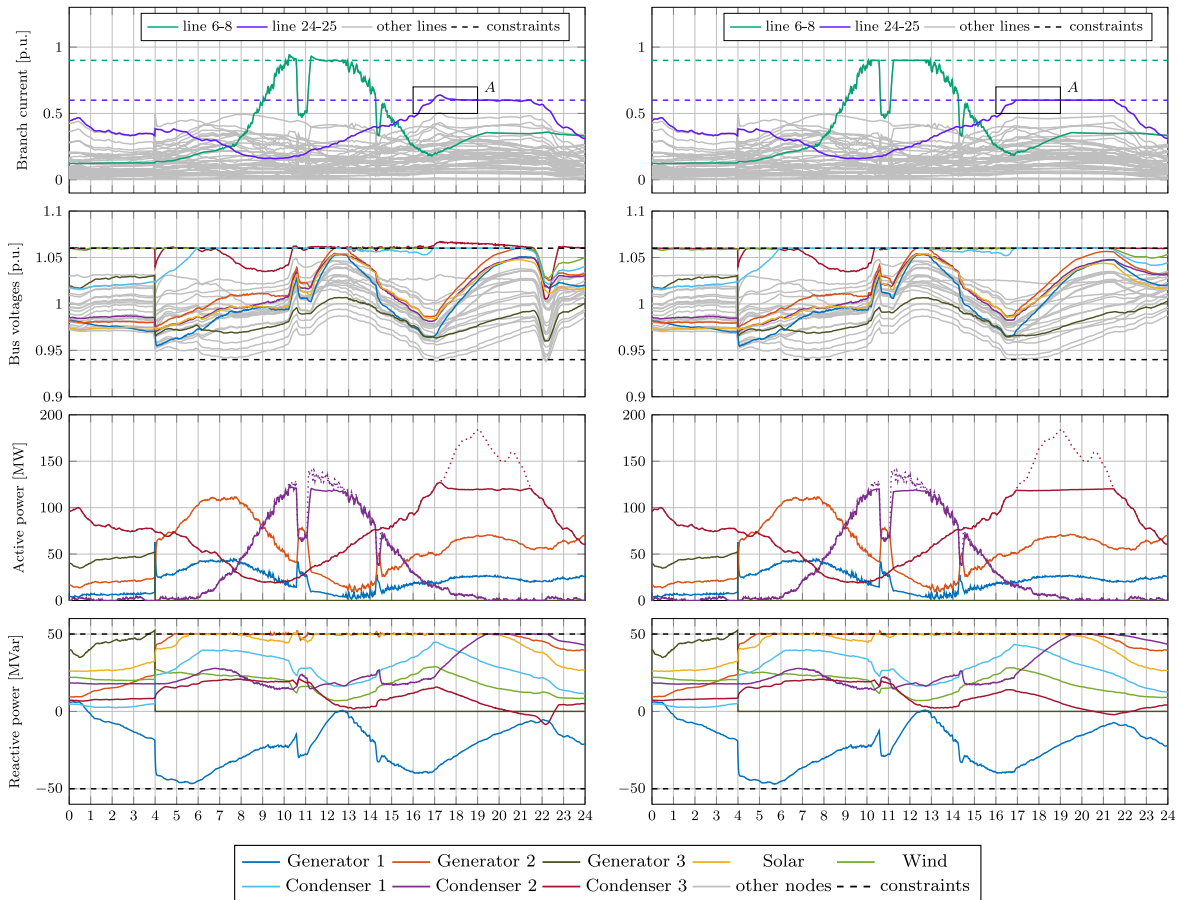 line 6-8 line 24-25 other lines constraints
line 6-8 line 24-25 other lines constraints
Branch current [p.u.]
1
0.5
0
A
A
Bus voltages [p.u.]
1.1
1.05
1
0.95
0.9
1.1
1.05
1
0.95
0.9
Active power [MW]
200
150
100
50
0
200
150
100
50
0
Reactive power [MVar]
50
0
−50
50
0
−50
0 1 2 3 4 5 6 7 8 9 10 11 12 13 14 15 16 17 18 19 20 21 22 23 24
0 1 2 3 4 5 6 7 8 9 10 11 12 13 14 15 16 17 18 19 20 21 22 23 24
Generator 1 Generator 2 Generator 3 Solar Wind
Condenser 1 Condenser 2 Condenser 3 other nodes constraints